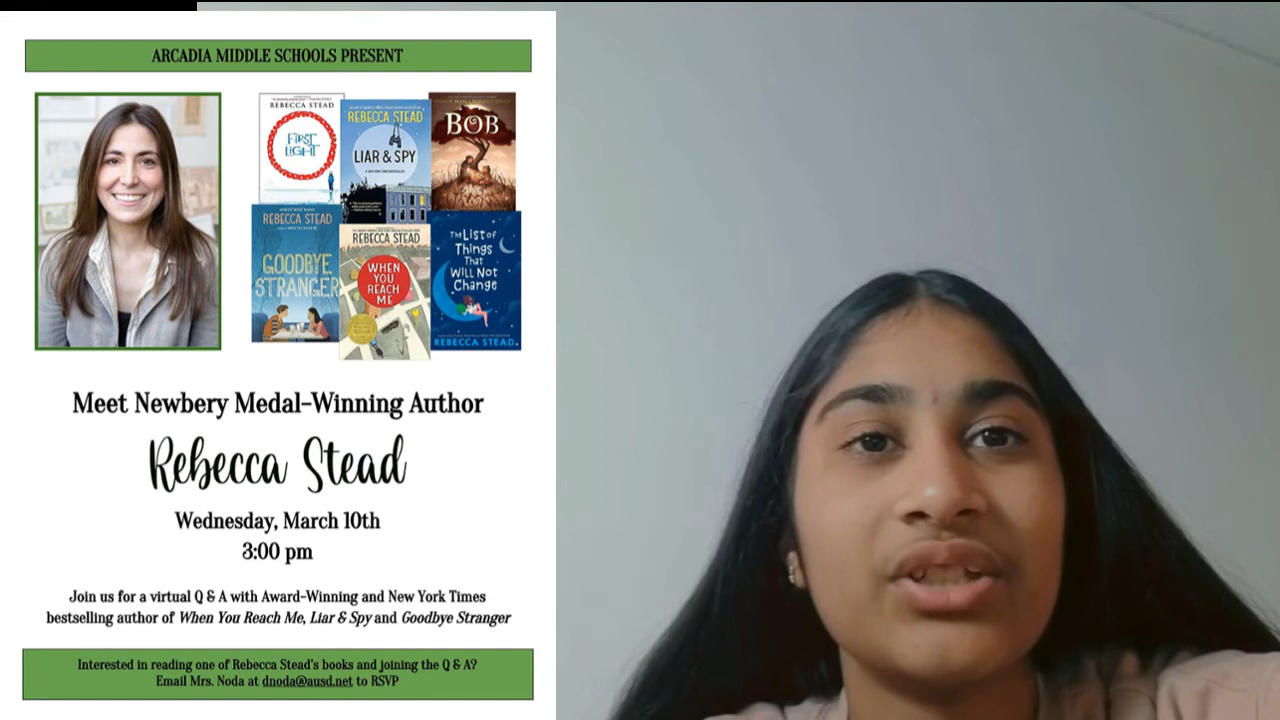 ARCADIA MIDDLE SCHOOLS PRESENT
REBECCA STEAD
FIRST
LIGHT
REBECCA STEAD
LIAR & SPY
BOB
REBECCA STEAD
GOODBYE
STRANGER
REBECCA STEAD
WHEN
YOU
REACH
ME
THE LIST OF
THINGS
THAT
WILL NOT
CHANGE
REBECCA STEAD
Meet Newbery Medal-Winning Author
Rebecca Stead
Wednesday, March 10th
3:00 pm
Join us for a virtual Q & A with Award-Winning and New York Times
bestselling author of When You Reach Me, Liar & Spy and Goodbye Stranger
Interested in reading one of Rebecca Stead's books and joining the Q & A?
Email Mrs. Noda at dnoda@ausd.net to RSVP